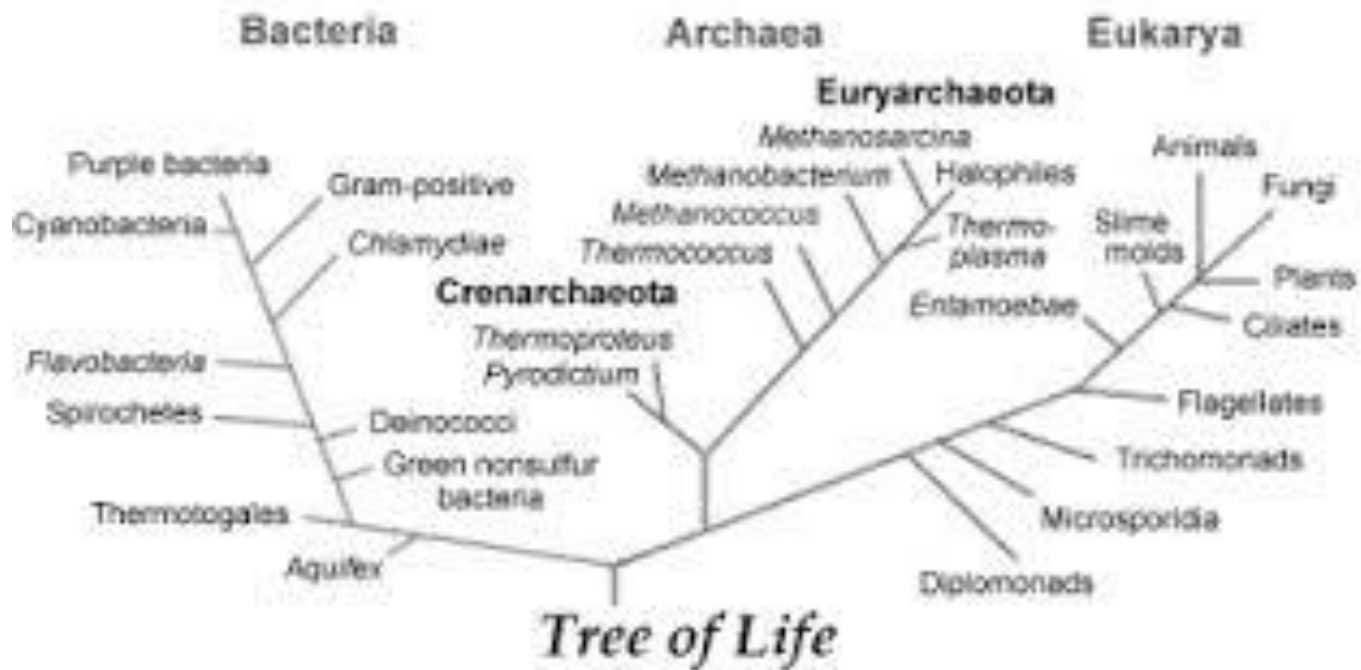 Bacteria
Archaea
Eukarya
Euryarchaeota
Methanosarcina
Animals
Purple bacteria
Gram-positive
Methanobacterium
Halophiles
Fungi
Cyanobacteria
Methanococcus
Slime
molds
Chlamydiae
Thermococcus
Thermo-
plasma
Crenarchaeota
Plants
Entamoebae
Ciliates
Thermoproteus
Flavobacteria
Pyrodictium
Spirochetes
Deinococci
Flagellates
Green nonsulfur
bacteria
Trichomonads
Thermotogales
Microsporidia
Aquifex
Diplomonads
Tree of Life